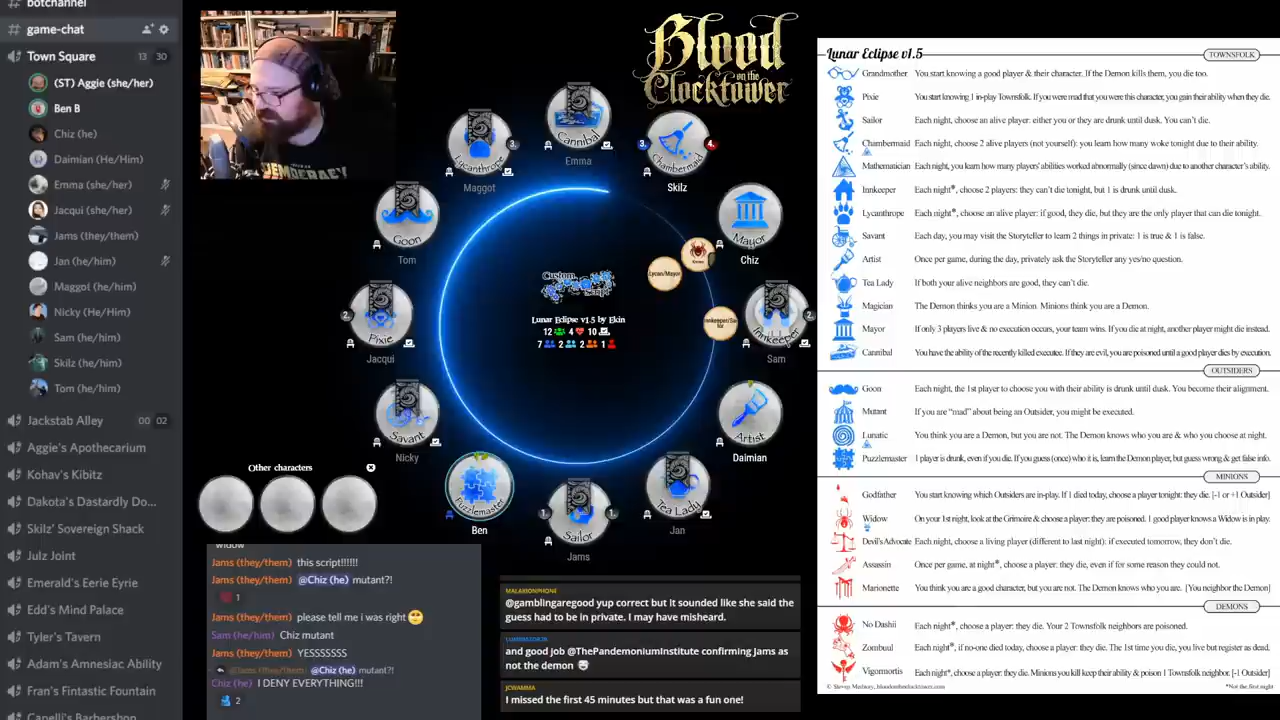 botchannel
game-chat
Town Square 13 30
(ST) Aggie (she/her)
Ben B
Chiz (he)
Daimian (He/Him)
Emma (she/her)
Jacqui (she/her)
Jams (they/them)
Jan (he/him)
Maggot (he/him)
Nicky (He/Him)
Sam (he/him)
Skilz (he/him)
Tom (he/him)
Jackstab Alley 00 02
Aggie's Apothecarium
Koha's Kibitz
Dakota's Dastardly Do...
Skilz' Sovereign Shack
Julz Joint
Emerald's Eerie Eyrie
Edd's Mind Palace
Tyler's Tavern
Adam's Amnesiac Ability
Fran's Fintastic Fountain
Capelli's Barbershop
Blood
on the
Clocktower
Cannibal
Emma
Lycanthrope
3
Maggot
3
Chambermaid
4
Skilz
Goon
Tom
Mayor
Chiz
Lycan/Mayor
2
Pixie
Jacqui
Innkeeper
2
Sam
Custom
Script
Lunar Eclipse v1.5 by Ekin
12 4 10
7 2 2 1
Savant
Nicky
Artist
Daimian
Puzzlemaster
Ben
1
Sailor
1
Jams
Tea Lady
Jan
Other characters
widow
Jams (they/them) this script!!!!!!
Jams (they/them) @Chiz (he) mutant?!
1
Jams (they/them) please tell me i was right
Sam (he/him) Chiz mutant
Jams (they/them) YESSSSSSS
@Jams (they/them) @Chiz (he) mutant?!
Chiz (he) I DENY EVERYTHING!!!
2
@gamblingaregood yup correct but it sounded like she said the
guess had to be in private. I may have misheard.
and good job @ThePandemoniumInstitute confirming Jams as
not the demon
JCWAMMA
I missed the first 45 minutes but that was a fun one!
Lunar Eclipse v1.5
TOWNSFOLK
Grandmother You start knowing a good player & their character. If the Demon kills them, you die too.
Pixie You start knowing 1 in-play Townsfolk. If you were mad that you were this character, you gain their ability when they die.
Sailor Each night, choose an alive player: either you or they are drunk until dusk. You can't die.
Chambermaid Each night, choose 2 alive players (not yourself): you learn how many woke tonight due to their ability.
Mathematician Each night, you learn how many players' abilities worked abnormally (since dawn) due to another character's ability.
Innkeeper Each night*, choose 2 players: they can't die tonight, but 1 is drunk until dusk.
Lycanthrope Each night*, choose an alive player: if good, they die, but they are the only player that can die tonight.
Savant Each day, you may visit the Storyteller to learn 2 things in private: 1 is true & 1 is false.
Artist Once per game, during the day, privately ask the Storyteller any yes/no question.
Tea Lady If both your alive neighbors are good, they can't die.
Magician The Demon thinks you are a Minion. Minions think you are a Demon.
Mayor If only 3 players live & no execution occurs, your team wins. If you die at night, another player might die instead.
Cannibal You have the ability of the recently killed executee. If they are evil, you are poisoned until a good player dies by execution.
OUTSIDERS
Goon Each night, the 1st player to choose you with their ability is drunk until dusk. You become their alignment.
Mutant If you are "mad" about being an Outsider, you might be executed.
Lunatic You think you are a Demon, but you are not. The Demon knows who you are & who you choose at night.
Puzzlemaster 1 player is drunk, even if you die. If you guess (once) who it is, learn the Demon player, but guess wrong & get false info.
MINIONS
Godfather You start knowing which Outsiders are in-play. If 1 died today, choose a player tonight: they die. [-1 or +1 Outsider]
Widow On your 1st night, look at the Grimoire & choose a player: they are poisoned. 1 good player knows a Widow is in play.
Devil's Advocate Each night, choose a living player (different to last night): if executed tomorrow, they don't die.
Assassin Once per game, at night*, choose a player: they die, even if for some reason they could not.
Marionette You think you are a good character, but you are not. The Demon knows who you are. [You neighbor the Demon]
DEMONS
No Dashii Each night*, choose a player: they die. Your 2 Townsfolk neighbors are poisoned.
Zombuul Each night*, if no-one died today, choose a player: they die. The 1st time you die, you live but register as dead.
Vigormortis Each night*, choose a player: they die. Minions you kill keep their ability & poison 1 Townsfolk neighbor. [-1 Outsider]
© Steven Medway, bloodontheclocktower.com
*Not the first night